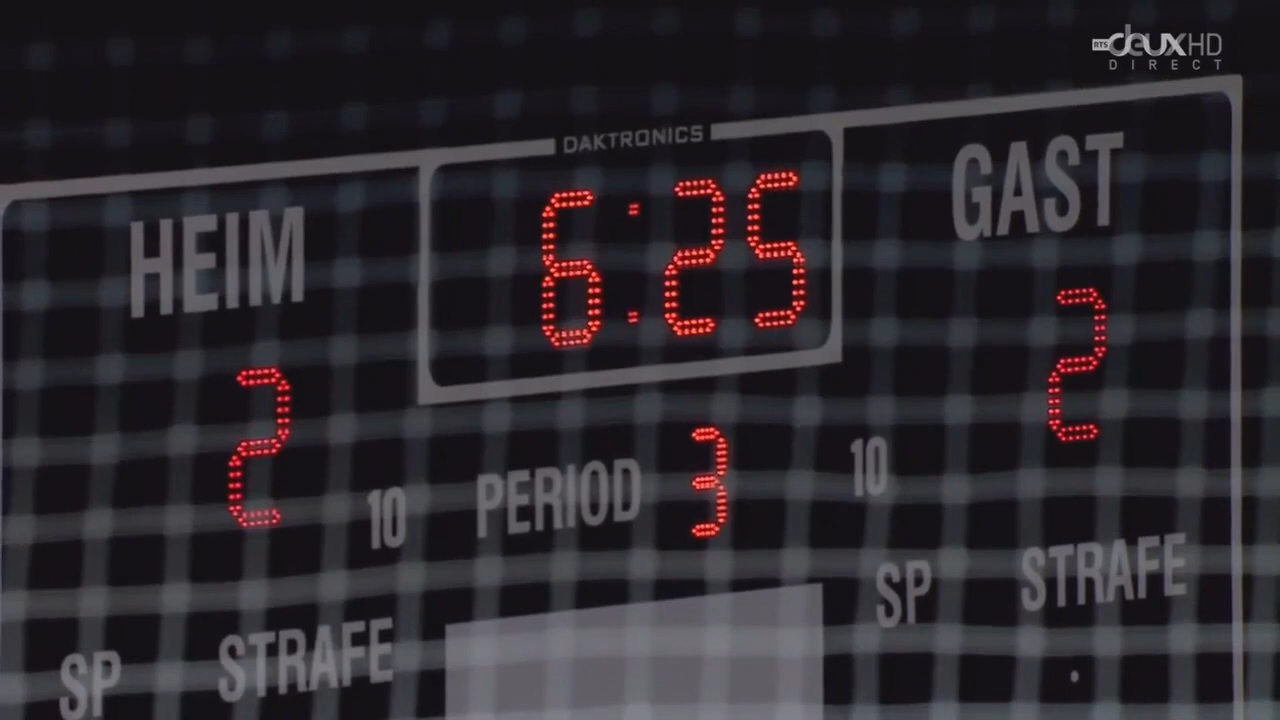 RTS deux HD
DIRECT
DAKTRONICS
HEIM 6:25 GAST
2 2
10 PERIOD 3 10
SP STRAFE SP STRAFE